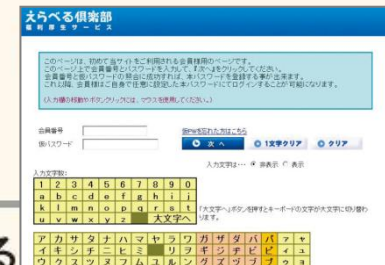 えらべる倶楽部
福利厚生サービス
このページは、初めて当サイトをご利用される会員様用のページです。
このページ上で会員番号とパスワードを入力して、『次へ』をクリックしてください。
会員番号と仮パスワードの照合に成功すれば、本パスワードを登録する事が出来ます。
これ以降、会員様はご自身で任意に設定した本パスワードにてログインすることが可能になります。
(入力欄の移動やボタンクリックには、マウスを使用してください。)
会員番号
仮パスワード
仮PWを忘れた方はこちら
次へ 1文字クリア クリア
入力文字は… 非表示 表示
入力文字数:
1 2 3 4 5 6 7 8 9 0
a b c d e f g h i j
k l m n o p q r s t
u v w x y z 大文字へ
「大文字へ」ボタンを押すとキーボードの文字が大文字に切り替わります。
ア カ サ タ ナ ハ マ ヤ ラ ワ ガ ザ ダ バ パ ァ ャ
イ キ シ チ ニ ヒ ミ リ ヲ ギ ジ ヂ ビ ピ ィ ュ
ウ ク ス ツ ヌ フ ム ユ ル ン グ ズ ヅ ブ プ ゥ ョ
る